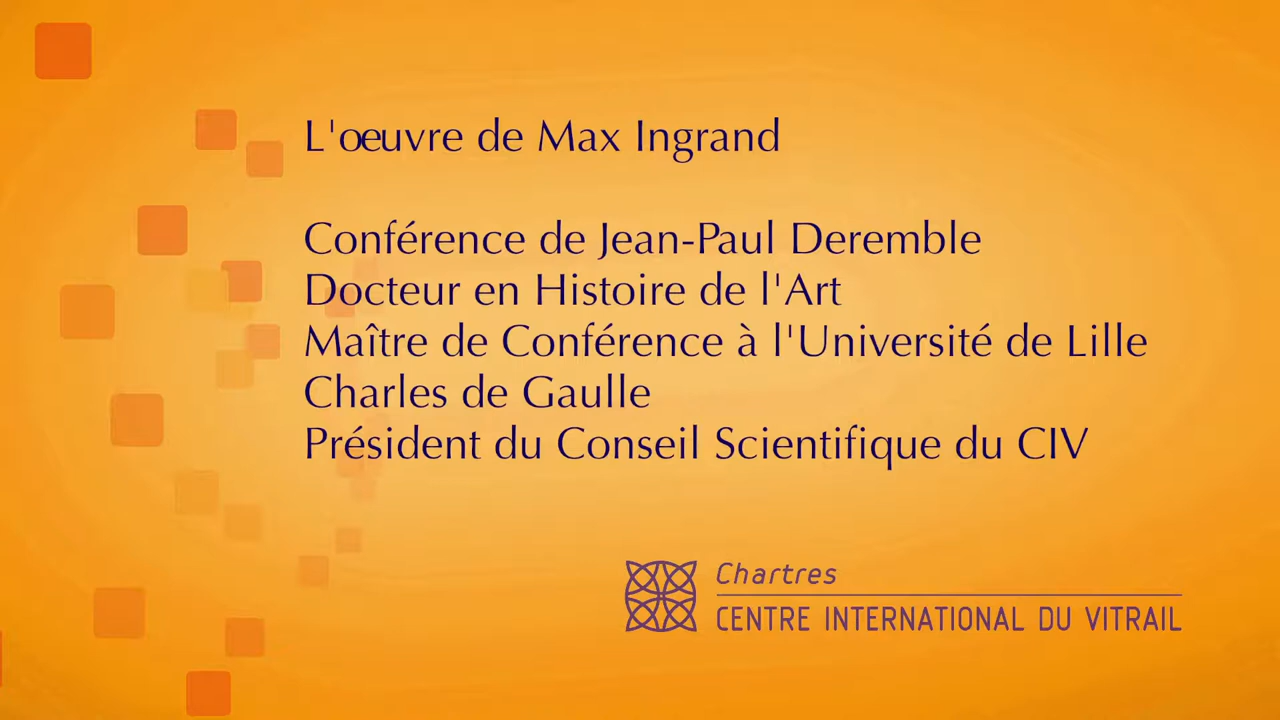 L'oeuvre de Max Ingrand
Conférence de Jean-Paul Deremble
Docteur en Histoire de l'Art
Maître de Conférence à l'Université de Lille
Charles de Gaulle
Président du Conseil Scientifique du CIV
Chartres
CENTRE INTERNATIONAL DU VITRAIL